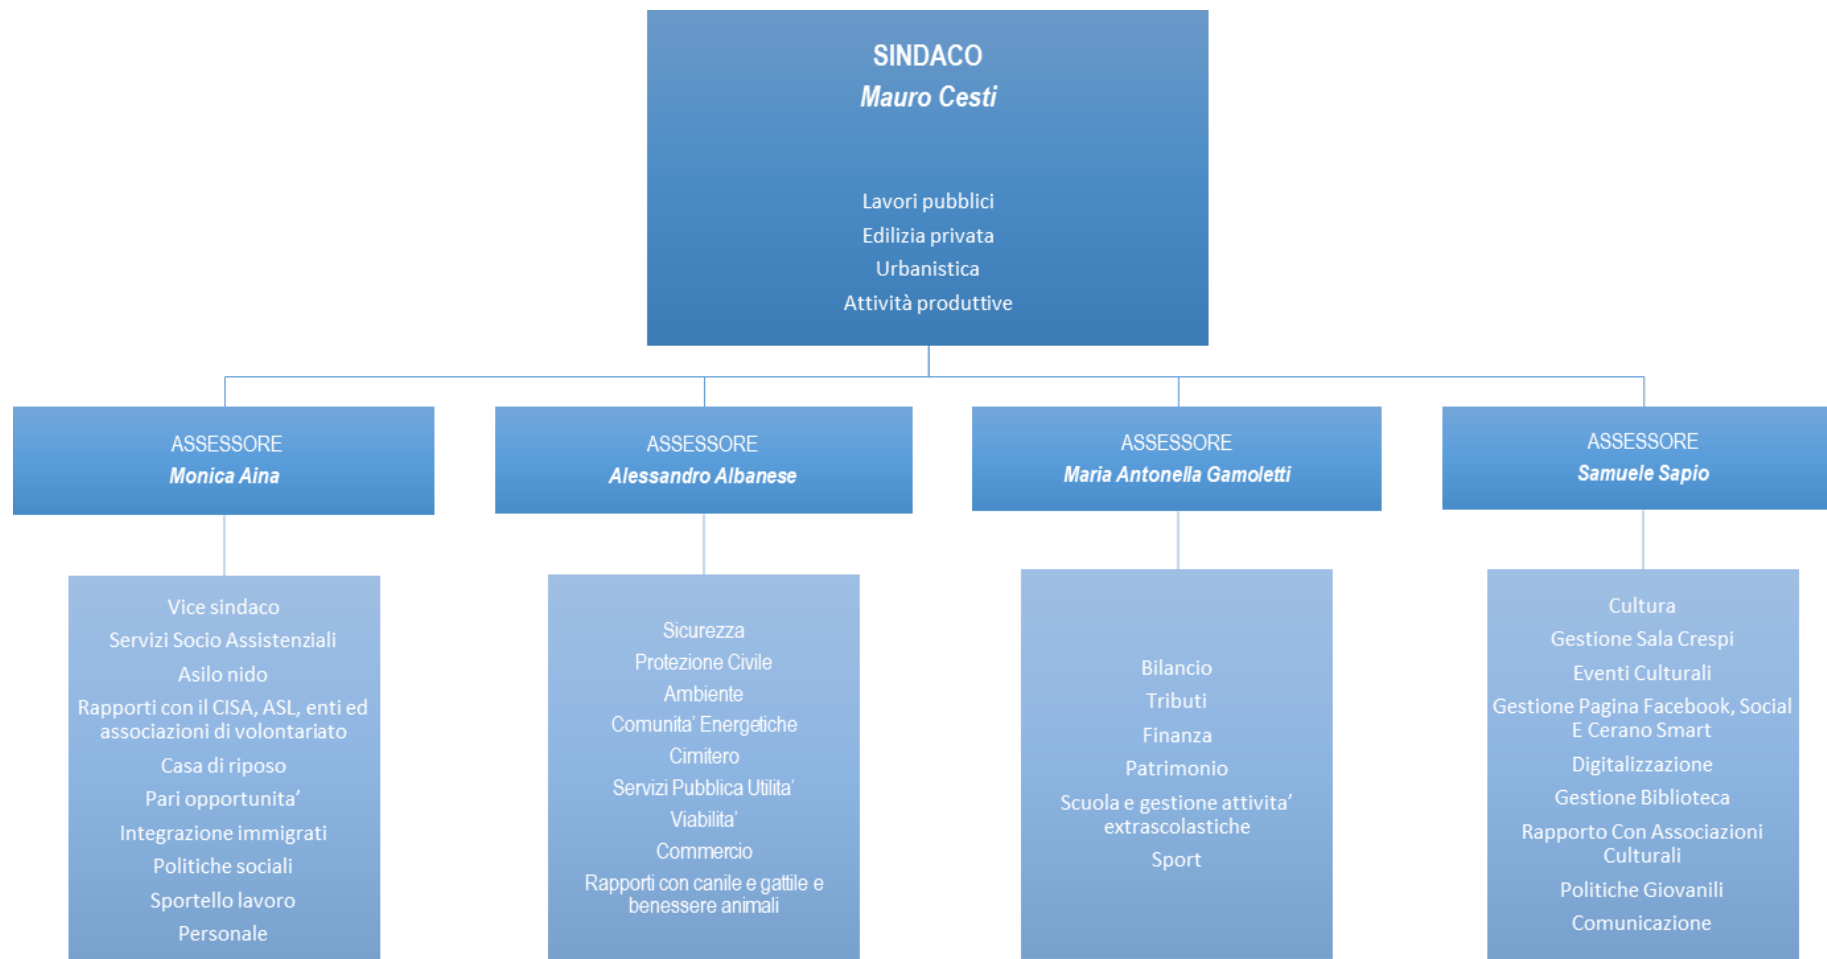 SINDACO
Mauro Cesti
Lavori pubblici
Edilizia privata
Urbanistica
Attività produttive
ASSESSORE
Monica Aina
Vice sindaco
Servizi Socio Assistenziali
Asilo nido
Rapporti con il CISA, ASL, enti ed
associazioni di volontariato
Casa di riposo
Pari opportunita’
Integrazione immigrati
Politiche sociali
Sportello lavoro
Personale
ASSESSORE
Alessandro Albanese
Sicurezza
Protezione Civile
Ambiente
Comunita’ Energetiche
Cimitero
Servizi Pubblica Utilita’
Viabilita’
Commercio
Rapporti con canile e gattile e
benessere animali
ASSESSORE
Maria Antonella Gamoletti
Bilancio
Tributi
Finanza
Patrimonio
Scuola e gestione attivita’
extrascolastiche
Sport
ASSESSORE
Samuele Sapio
Cultura
Gestione Sala Crespi
Eventi Culturali
Gestione Pagina Facebook, Social
E Cerano Smart
Digitalizzazione
Gestione Biblioteca
Rapporto Con Associazioni
Culturali
Politiche Giovanili
Comunicazione